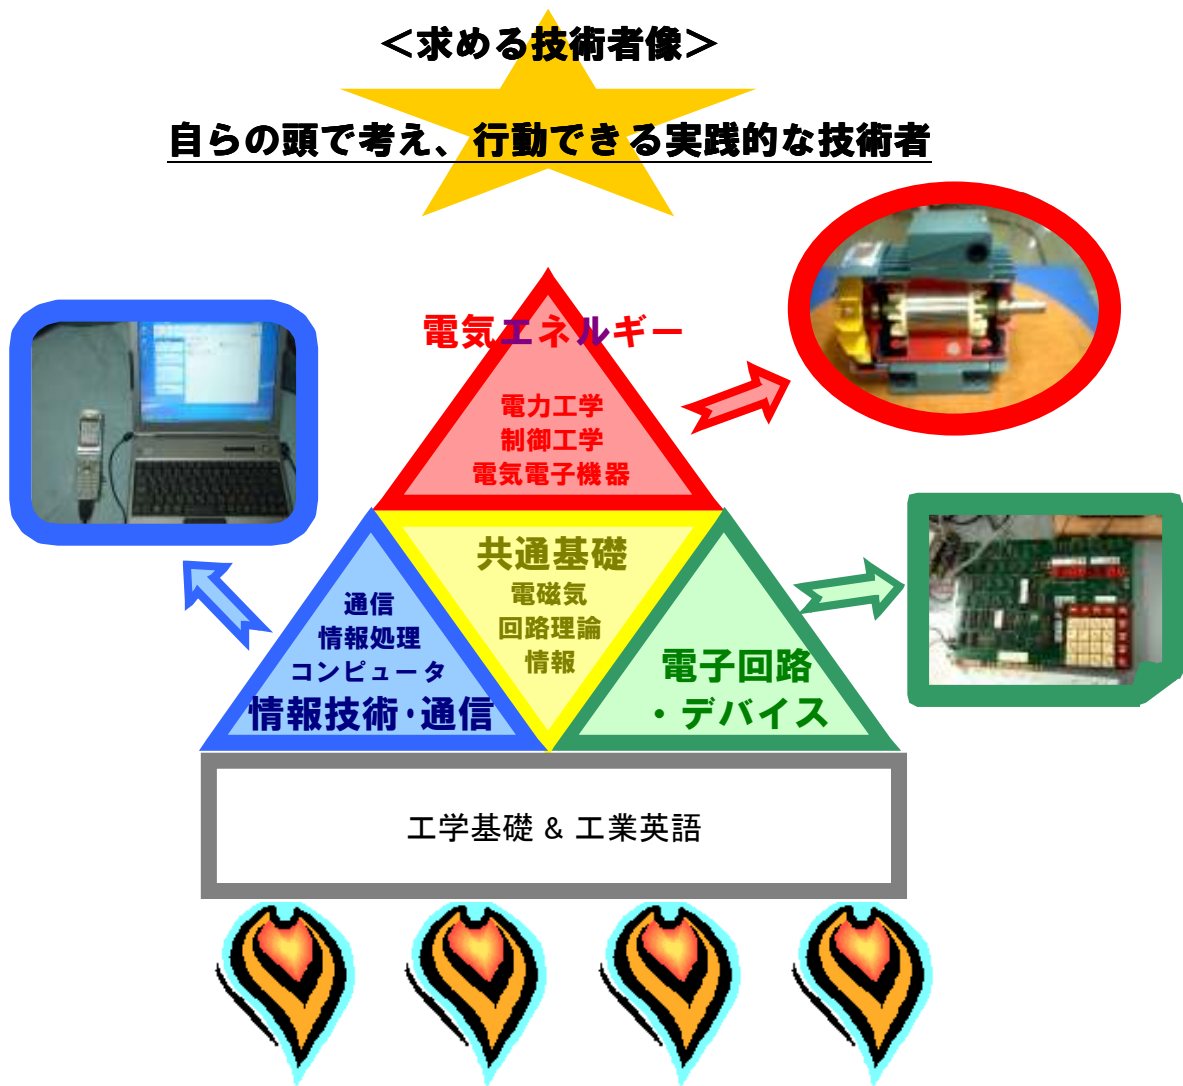 ＜求める技術者像＞
自らの頭で考え、行動できる実践的な技術者
電気エネルギー
電力工学
制御工学
電気電子機器
共通基礎
電磁気
回路理論
情報
通信
情報処理
コンピュータ
情報技術・通信
電子回路
・デバイス
工学基礎 & 工業英語